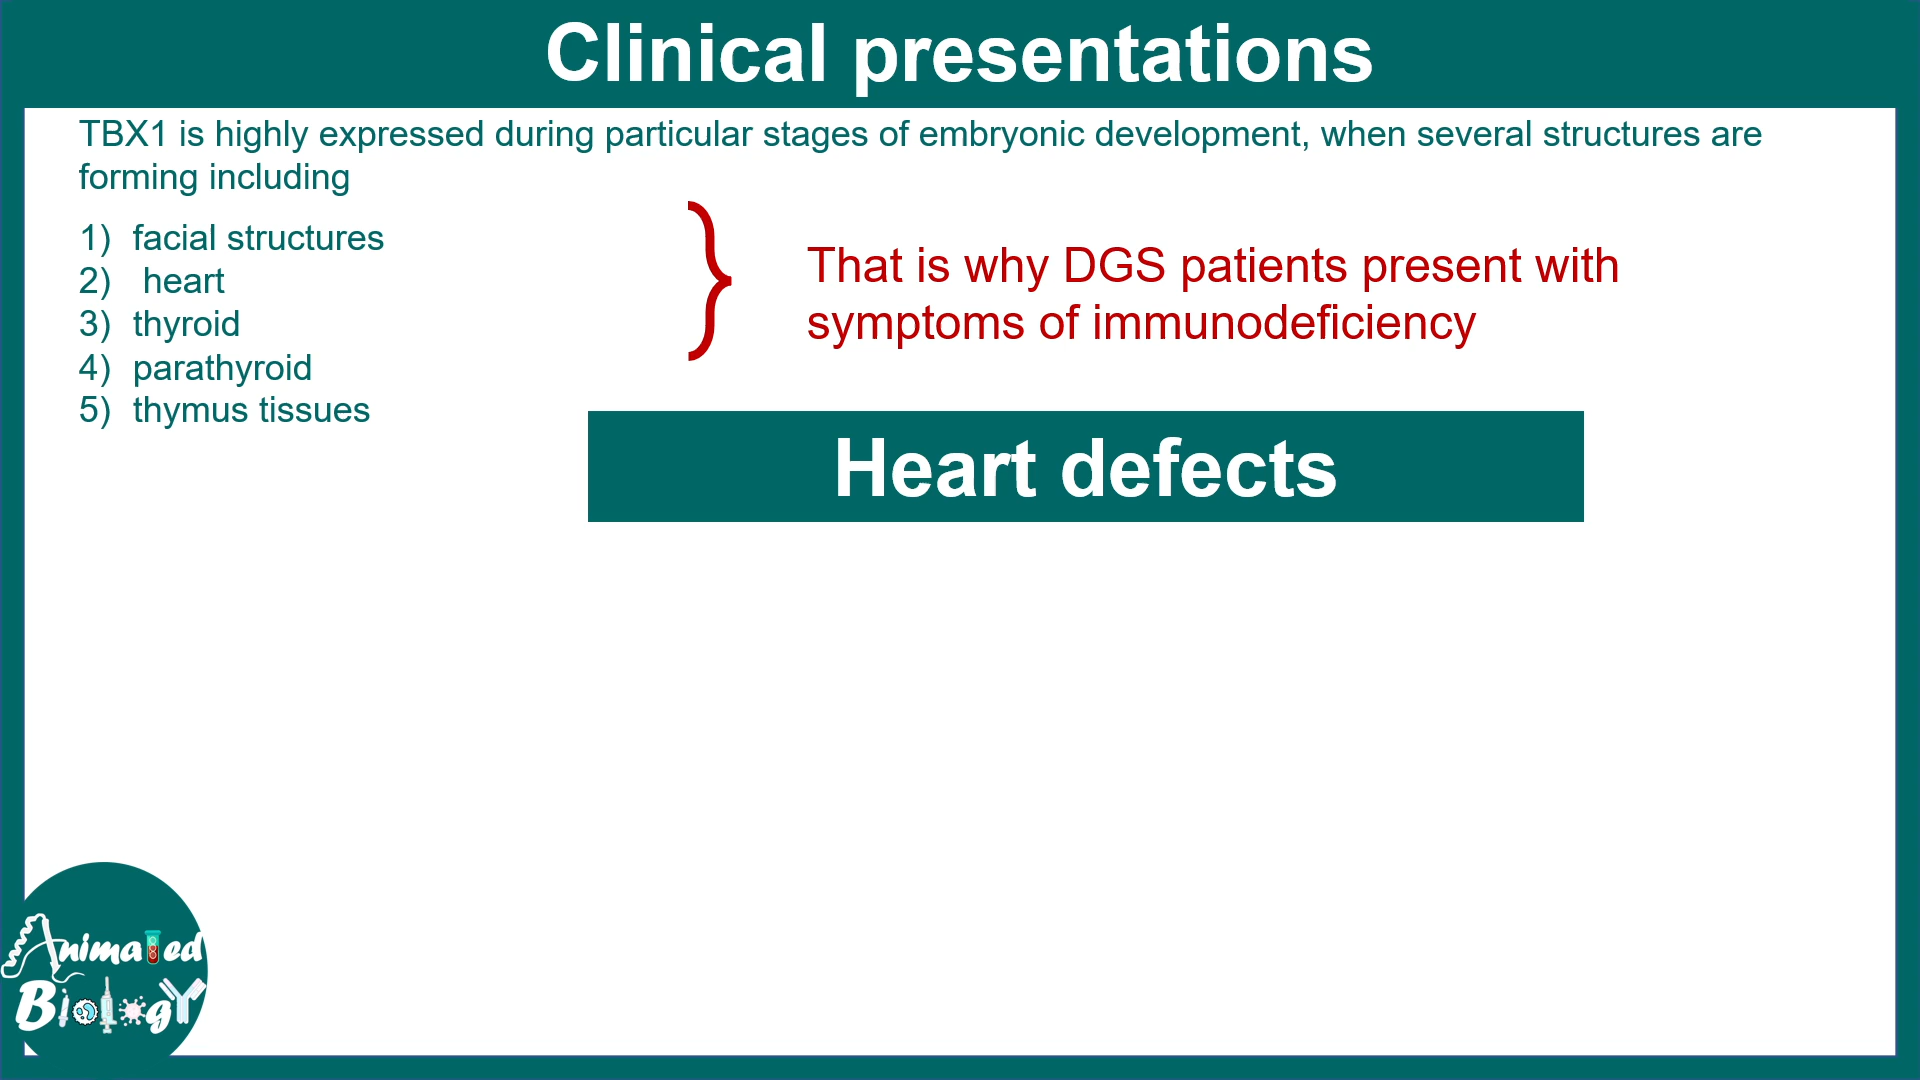 Clinical presentations
TBX1 is highly expressed during particular stages of embryonic development, when several structures are
forming including
1) facial structures
2) heart
3) thyroid
4) parathyroid
5) thymus tissues
That is why DGS patients present with
symptoms of immunodeficiency
Heart defects
Animated
Biology